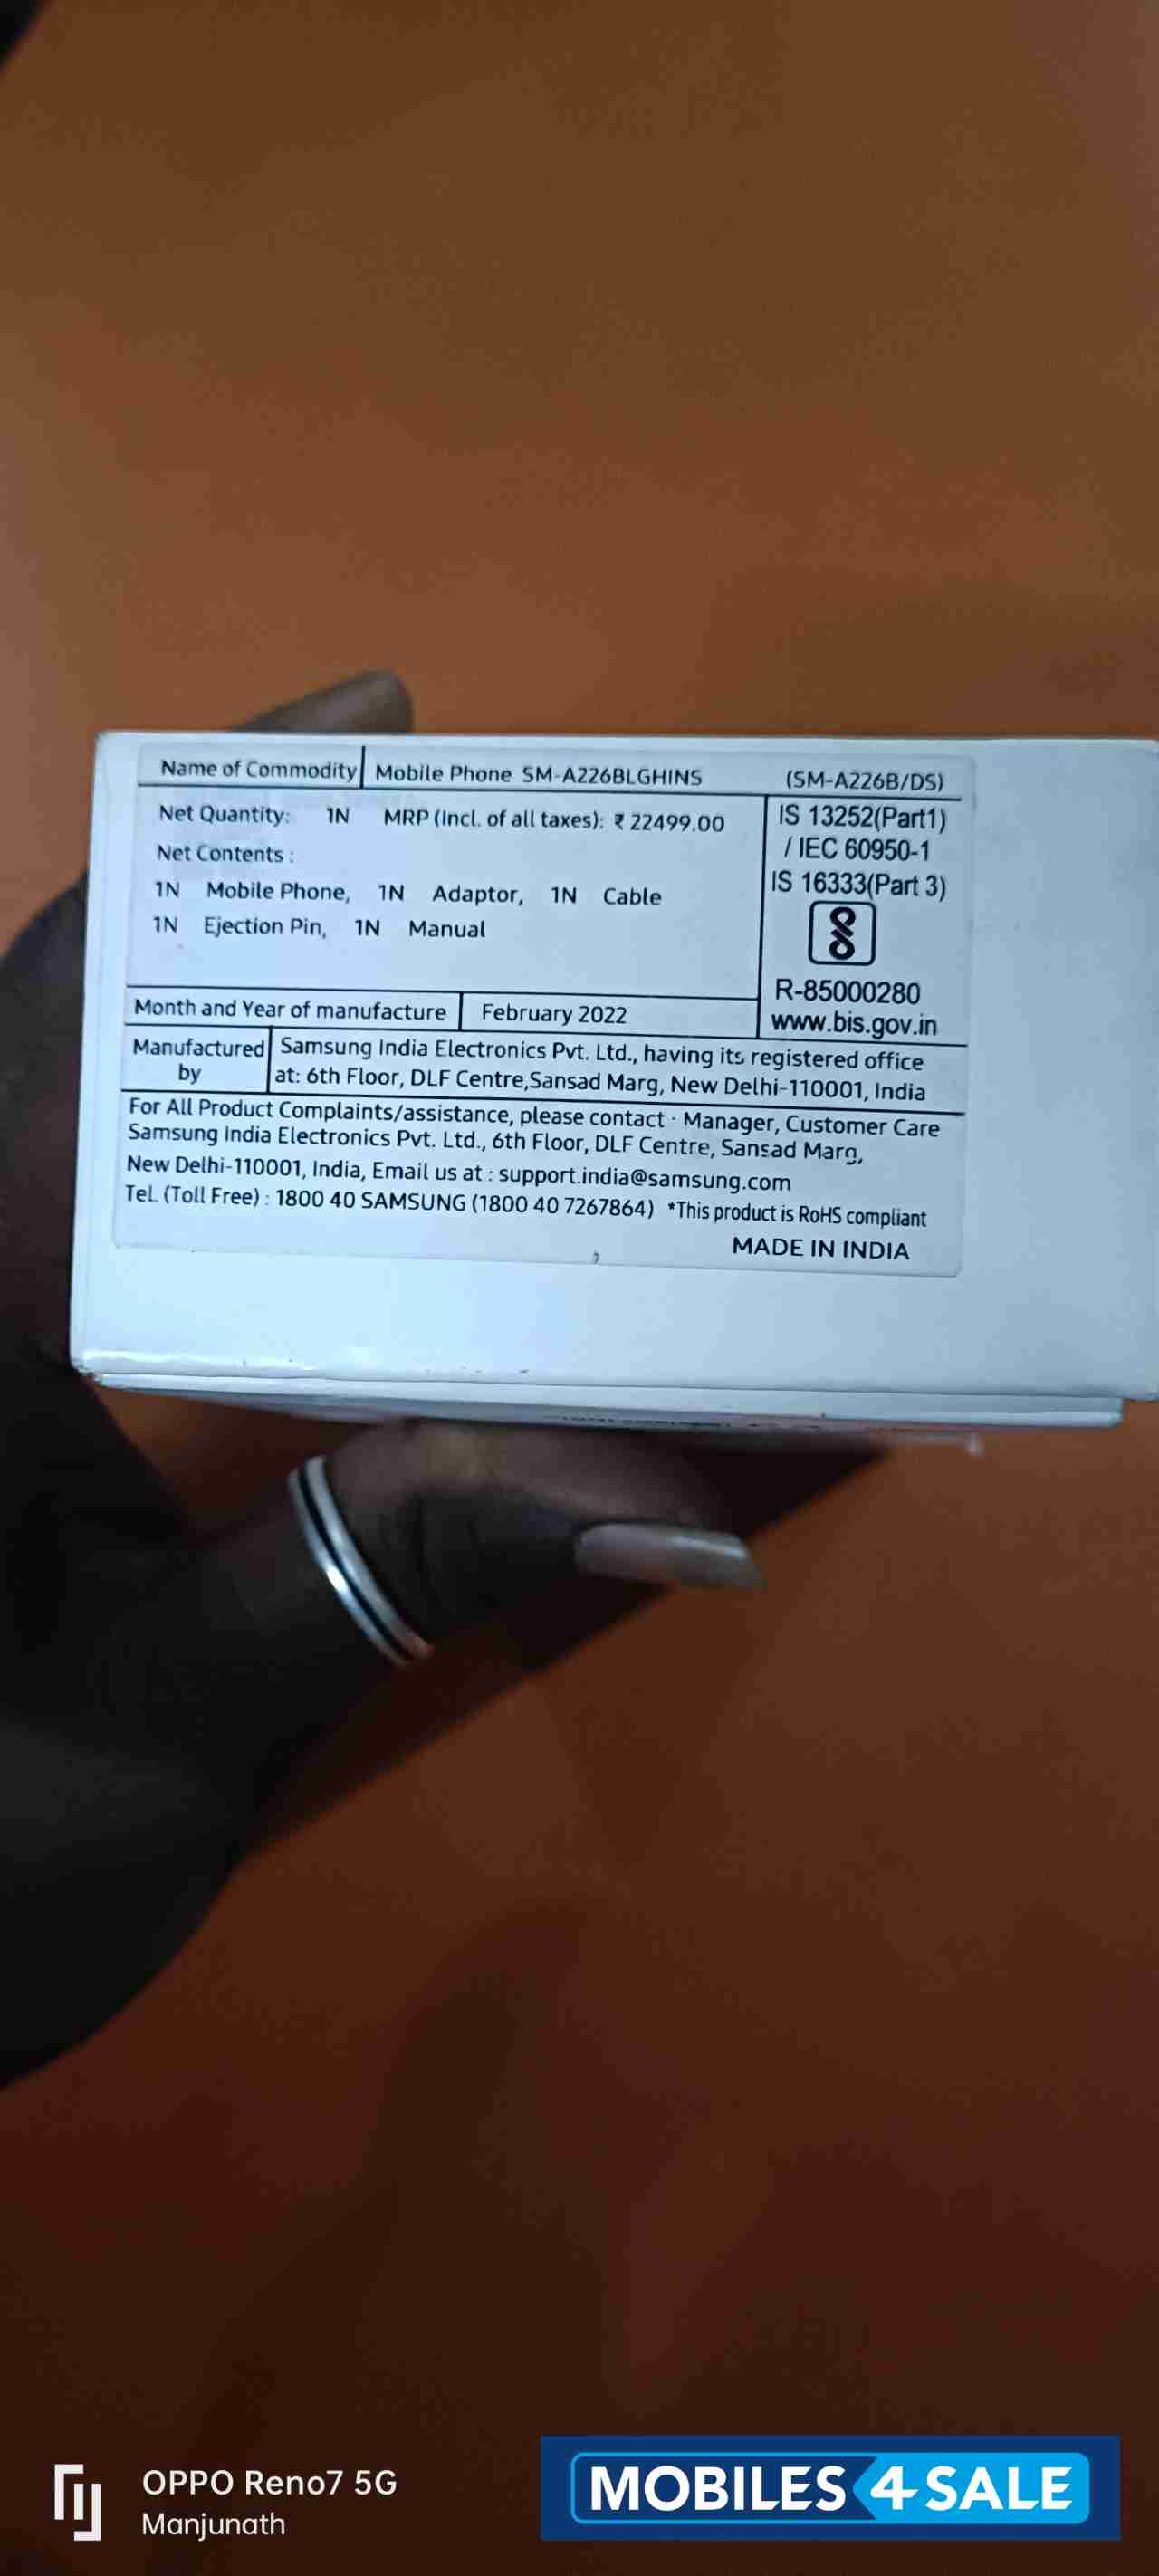 Name of Commodity Mobile Phone SM-A226BLGHINS (SM-A226B/DS)
Net Quantity: 1N MRP (Incl. of all taxes): ₹ 22499.00
Net Contents :
1N Mobile Phone, 1N Adaptor, 1N Cable
1N Ejection Pin, 1N Manual
IS 13252(Part1)
/ IEC 60950-1
IS 16333(Part 3)
R-85000280
www.bis.gov.in
Month and Year of manufacture February 2022
Manufactured by Samsung India Electronics Pvt. Ltd., having its registered office
at: 6th Floor, DLF Centre,Sansad Marg, New Delhi-110001, India
For All Product Complaints/assistance, please contact · Manager, Customer Care
Samsung India Electronics Pvt. Ltd., 6th Floor, DLF Centre, Sansad Marg,
New Delhi-110001, India, Email us at : support.india@samsung.com
Tel. (Toll Free) : 1800 40 SAMSUNG (1800 40 7267864) *This product is RoHS compliant
MADE IN INDIA
OPPO Reno7 5G
Manjunath
MOBILES 4 SALE